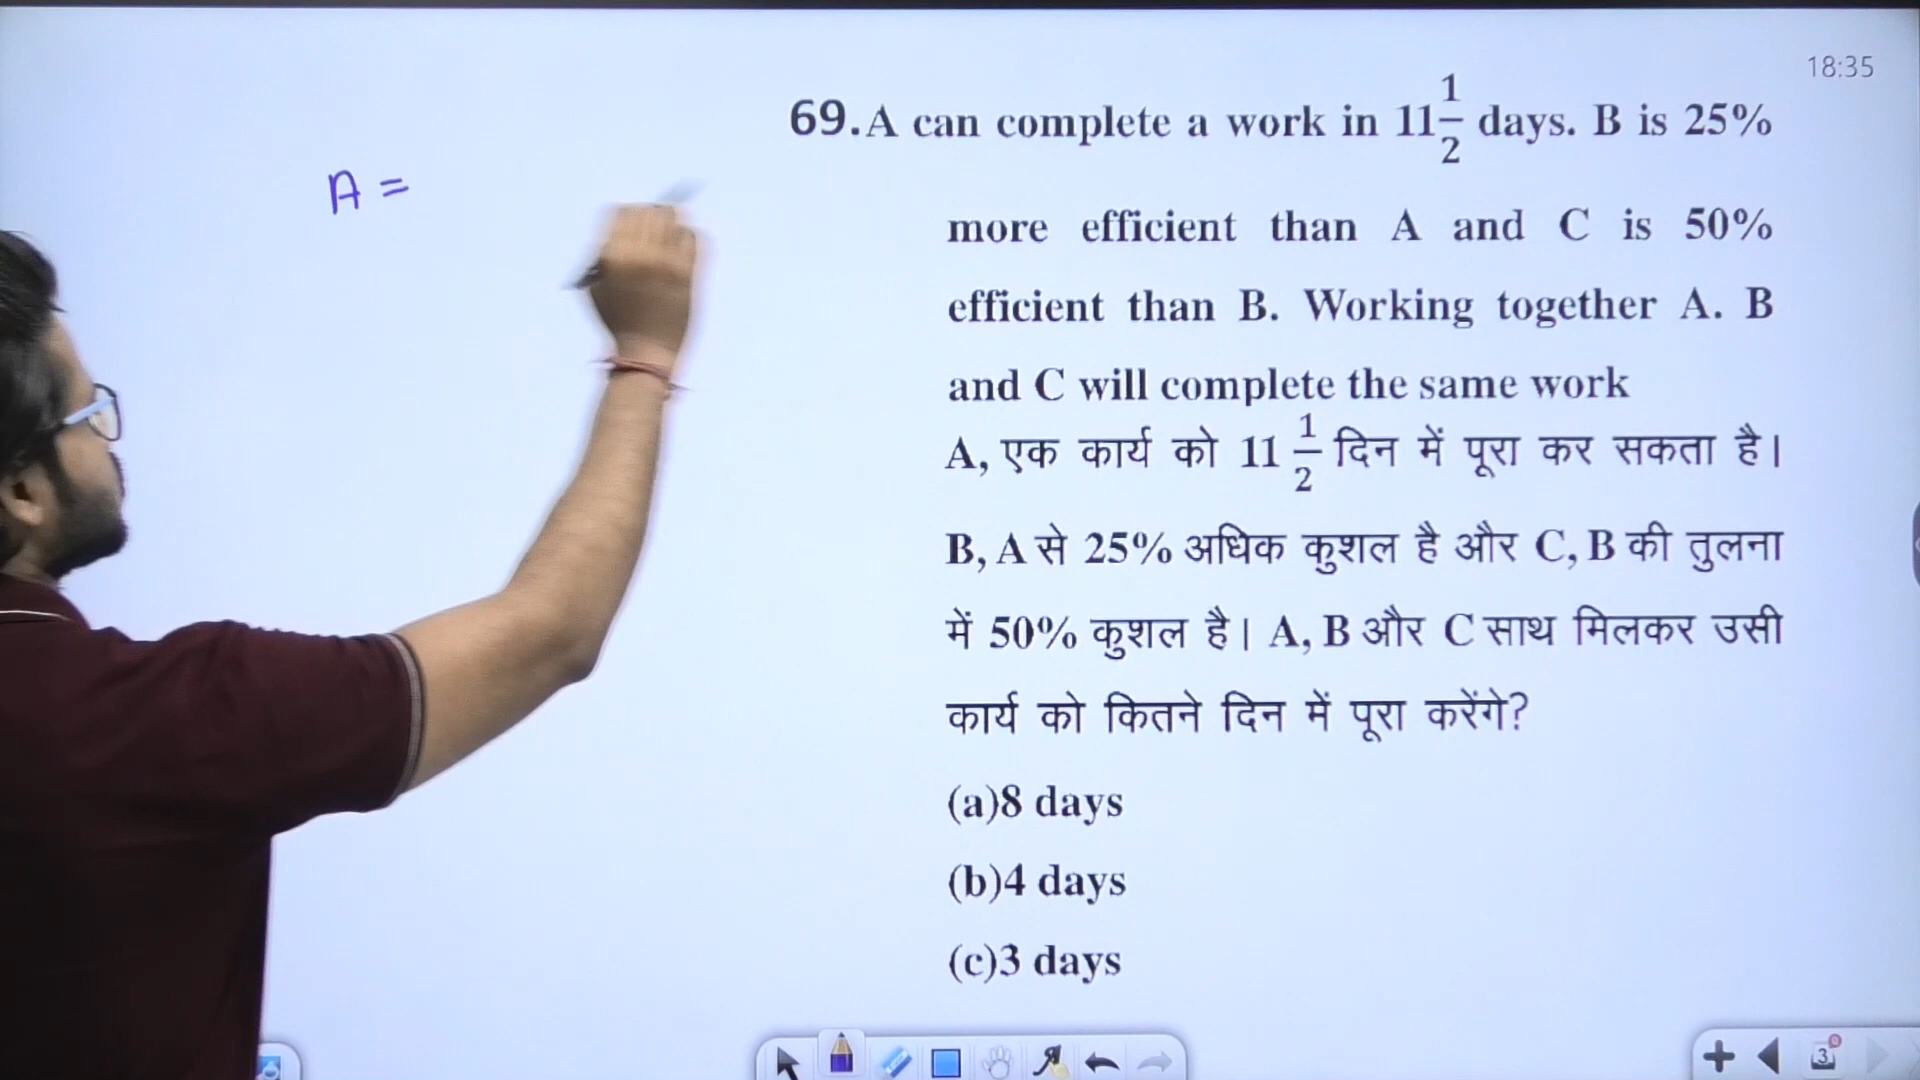 18:35
69. A can complete a work in 11 1/2 days. B is 25%
A =
more efficient than A and C is 50%
efficient than B. Working together A. B
and C will complete the same work
A, एक कार्य को 11 1/2 दिन में पूरा कर सकता है।
B, A से 25% अधिक कुशल है और C, B की तुलना
में 50% कुशल है। A, B और C साथ मिलकर उसी
कार्य को कितने दिन में पूरा करेंगे?
(a)8 days
(b)4 days
(c)3 days
3